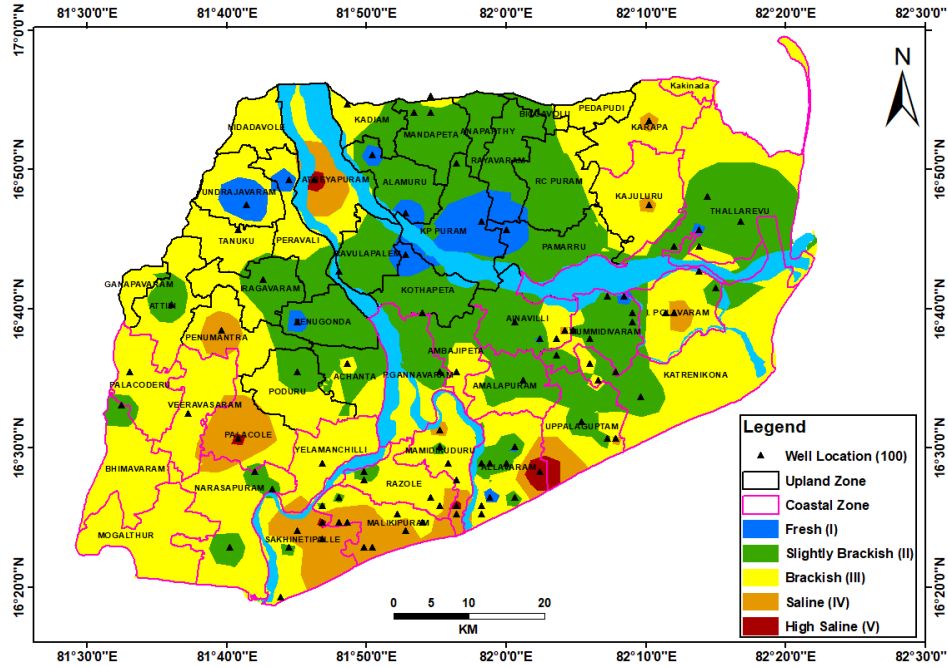 81°30'0"E 81°40'0"E 81°50'0"E 82°0'0"E 82°10'0"E 82°20'0"E 82°30'0"E
17°0'0"N
17°0'0"N
N
Kakinada
PEDAPUDI
BIGGAVOLU
KADIAM
NIDADAVOLE
MANDAPETA
ANAPARTHY
KARAPA
16°50'0"N
16°50'0"N
RAYAVARAM
ATREYAPURAM
ALAMURU
RC PURAM
UNDRAJAVARAM
KAJULURU
THALLAREVU
KP PURAM
TANUKU
PERAVALI
PAMARRU
RAVULAPALEM
GANAPAVARAM
IRAGAVARAM
KOTHAPETA
ATTILI
16°40'0"N
16°40'0"N
PENUGONDA
AINAVILLI
I. POLAVARAM
MUMMIDIVARAM
PENUMANTRA
AMBAJIPETA
P.GANNAVARAM
ACHANTA
KATRENIKONA
PALACODERU
AMALAPURAM
PODURU
VEERAVASARAM
UPPALAGUPTAM
PALACOLE
16°30'0"N
16°30'0"N
YELAMANCHILLI
MAMIDIKUDURU
BHIMAVARAM
ALLAVARAM
RAZOLE
NARASAPURAM
MALIKIPURAM
MOGALTHUR
SAKHINETIPALLE
16°20'0"N
16°20'0"N
Legend
Well Location (100)
Upland Zone
Coastal Zone
Fresh (I)
Slightly Brackish (II)
Brackish (III)
Saline (IV)
High Saline (V)
0 5 10 20
KM
81°30'0"E 81°40'0"E 81°50'0"E 82°0'0"E 82°10'0"E 82°20'0"E 82°30'0"E